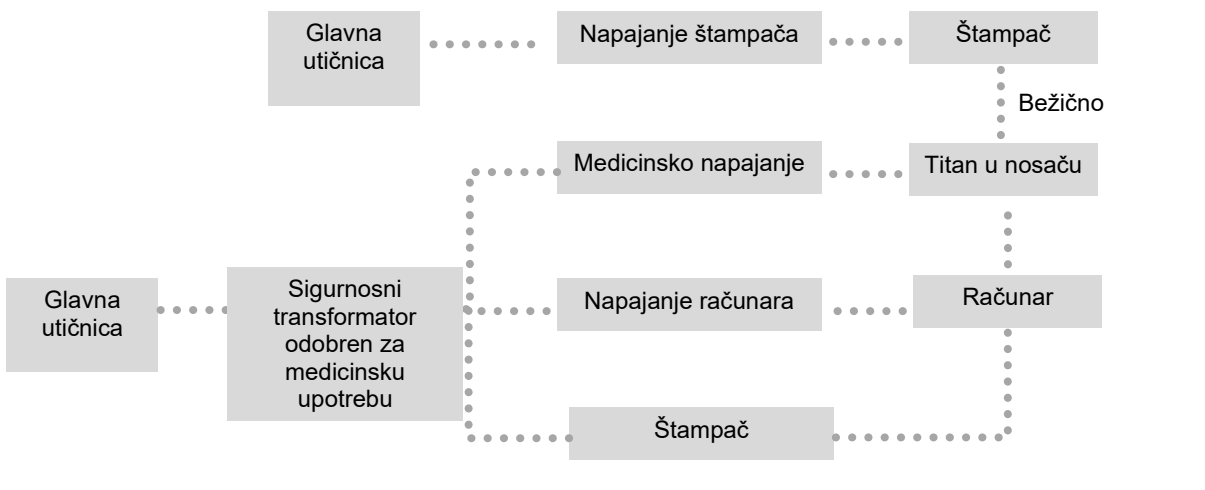 Glavna
utičnica
Napajanje štampača
Štampač
Bežično
Medicinsko napajanje
Titan u nosaču
Glavna
utičnica
Sigurnosni
transformator
odobren za
medicinsku
upotrebu
Napajanje računara
Računar
Štampač